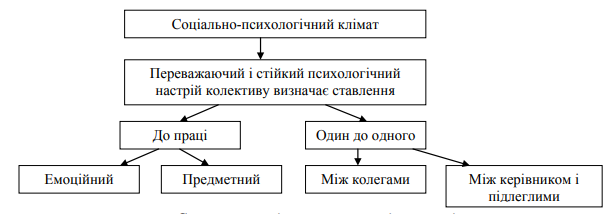 Соціально-психологічний клімат
Переважаючий і стійкий психологічний
настрій колективу визначає ставлення
До праці
Один до одного
Емоційний
Предметний
Між колегами
Між керівником і
підлеглими